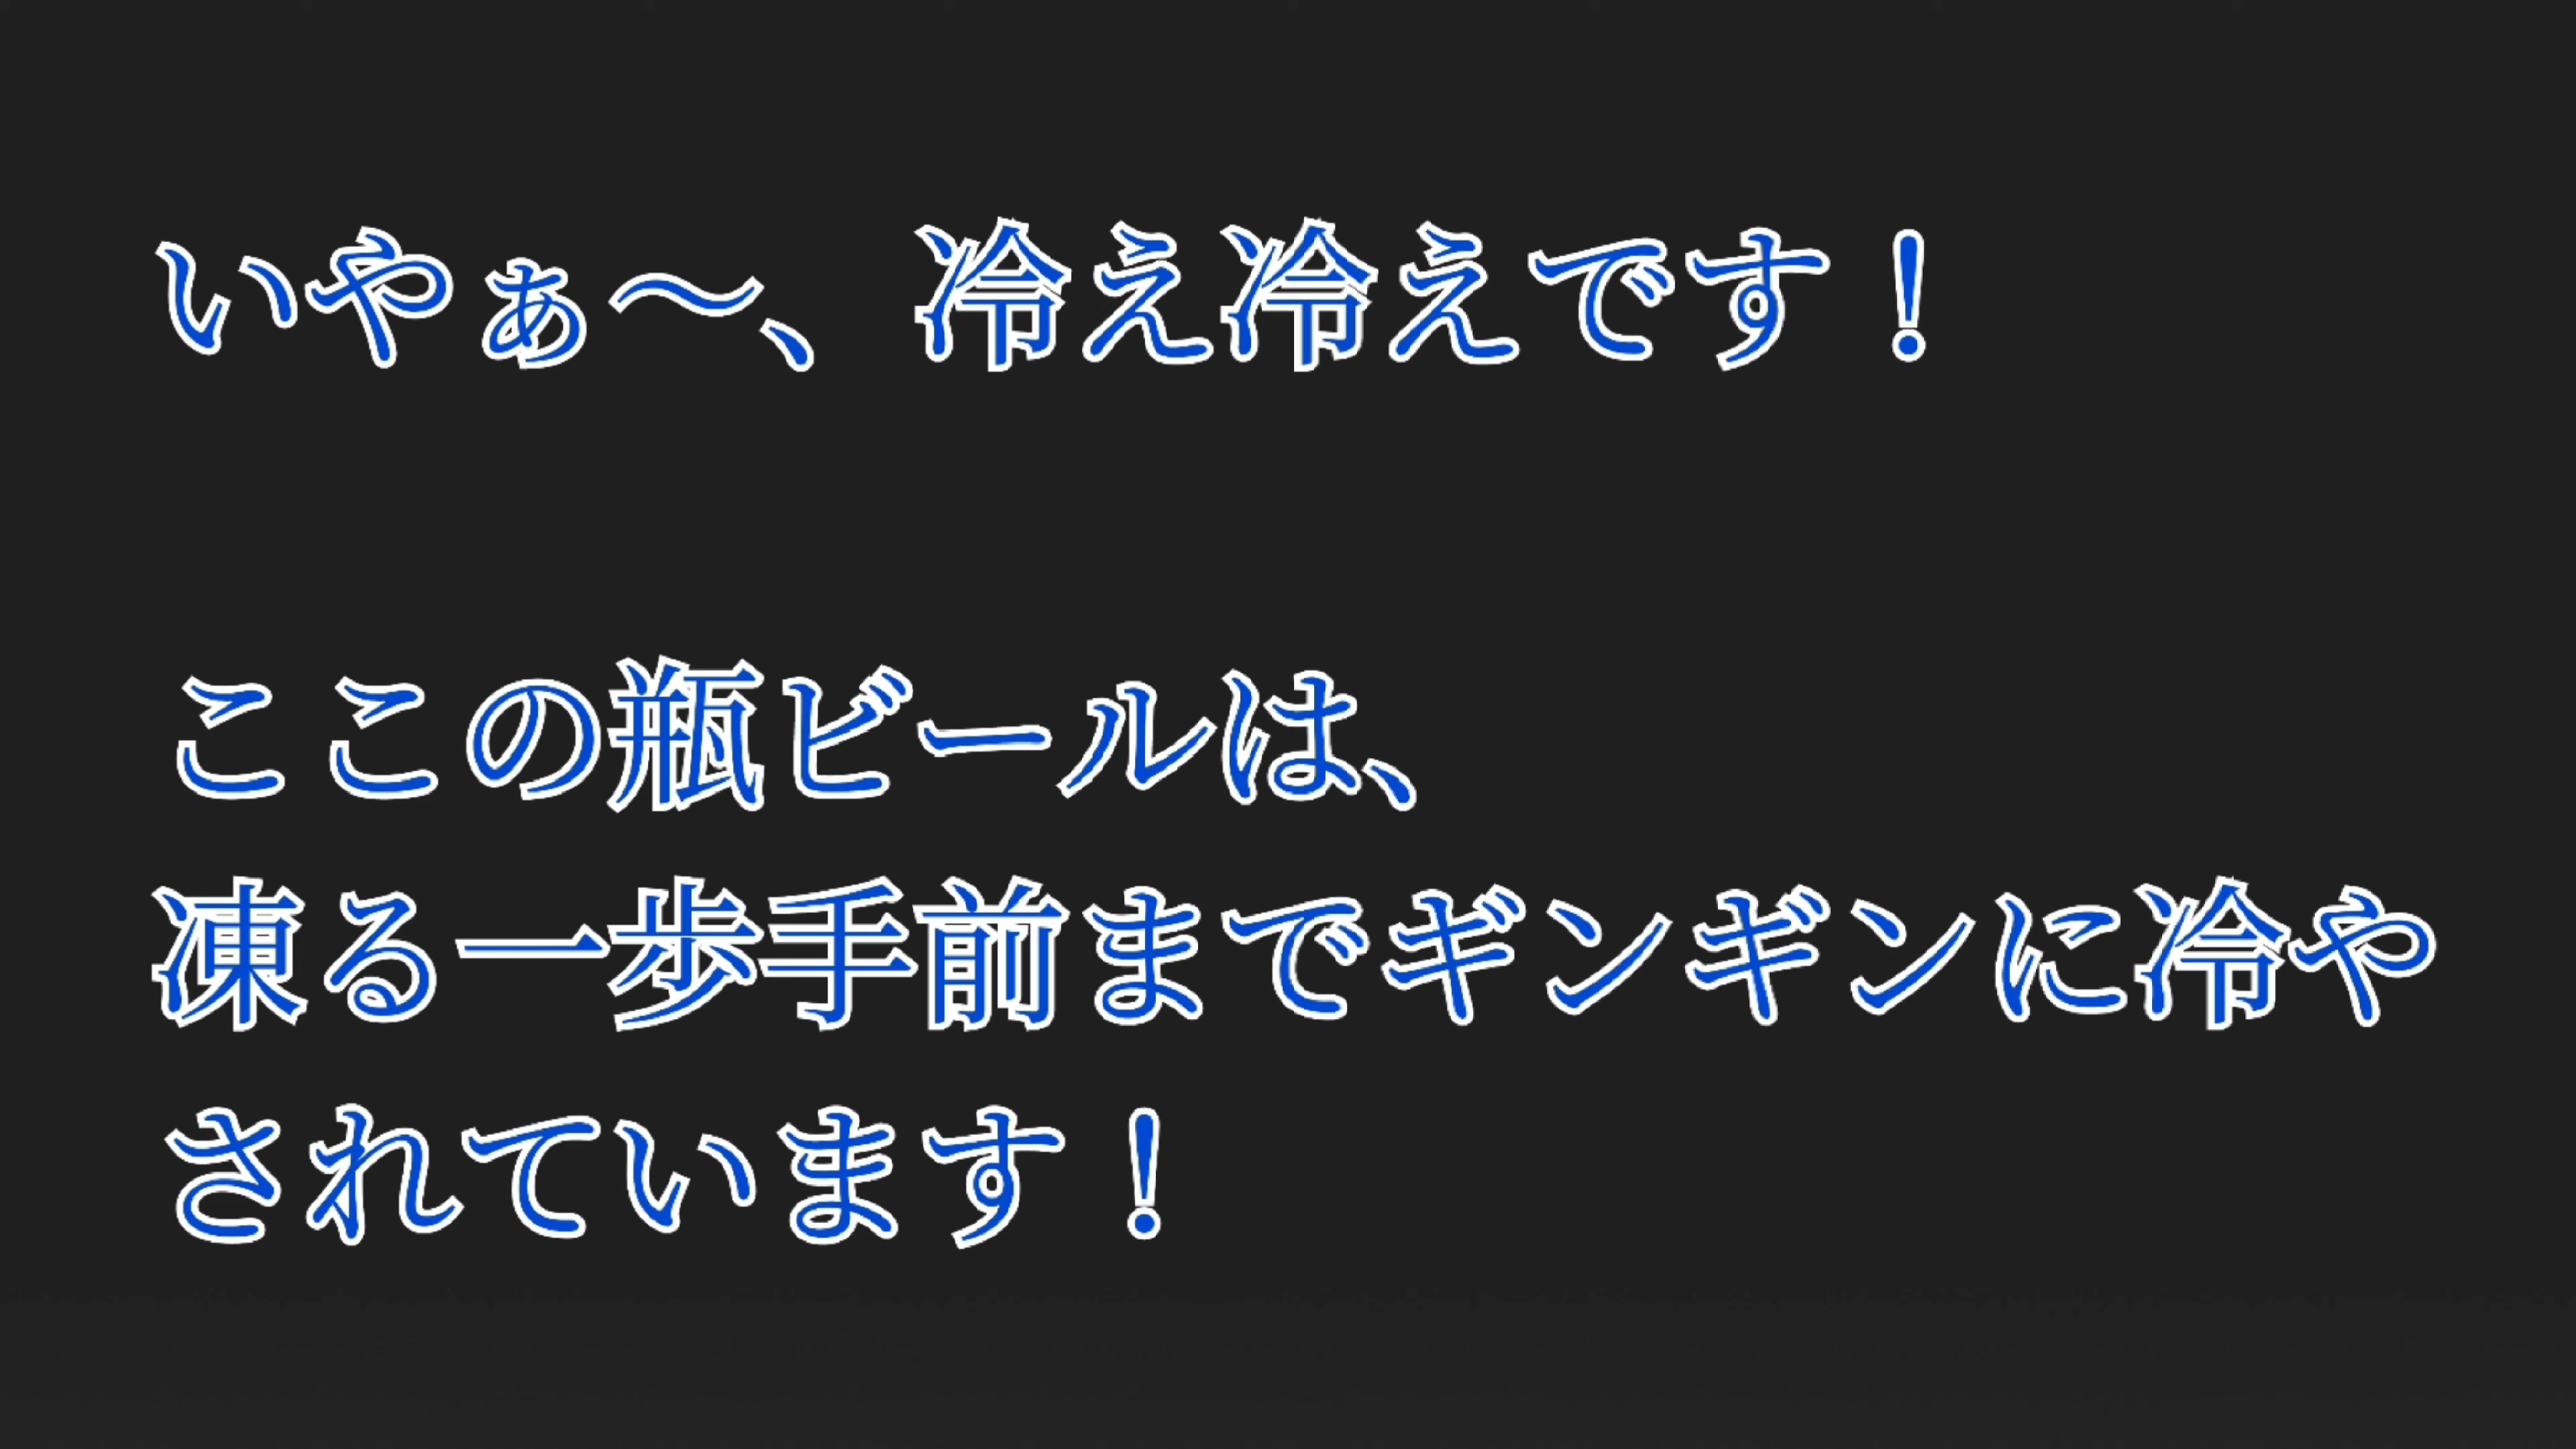 いやぁ〜、冷え冷えです！
ここの瓶ビールは、
凍る一歩手前までギンギンに冷や
されています！